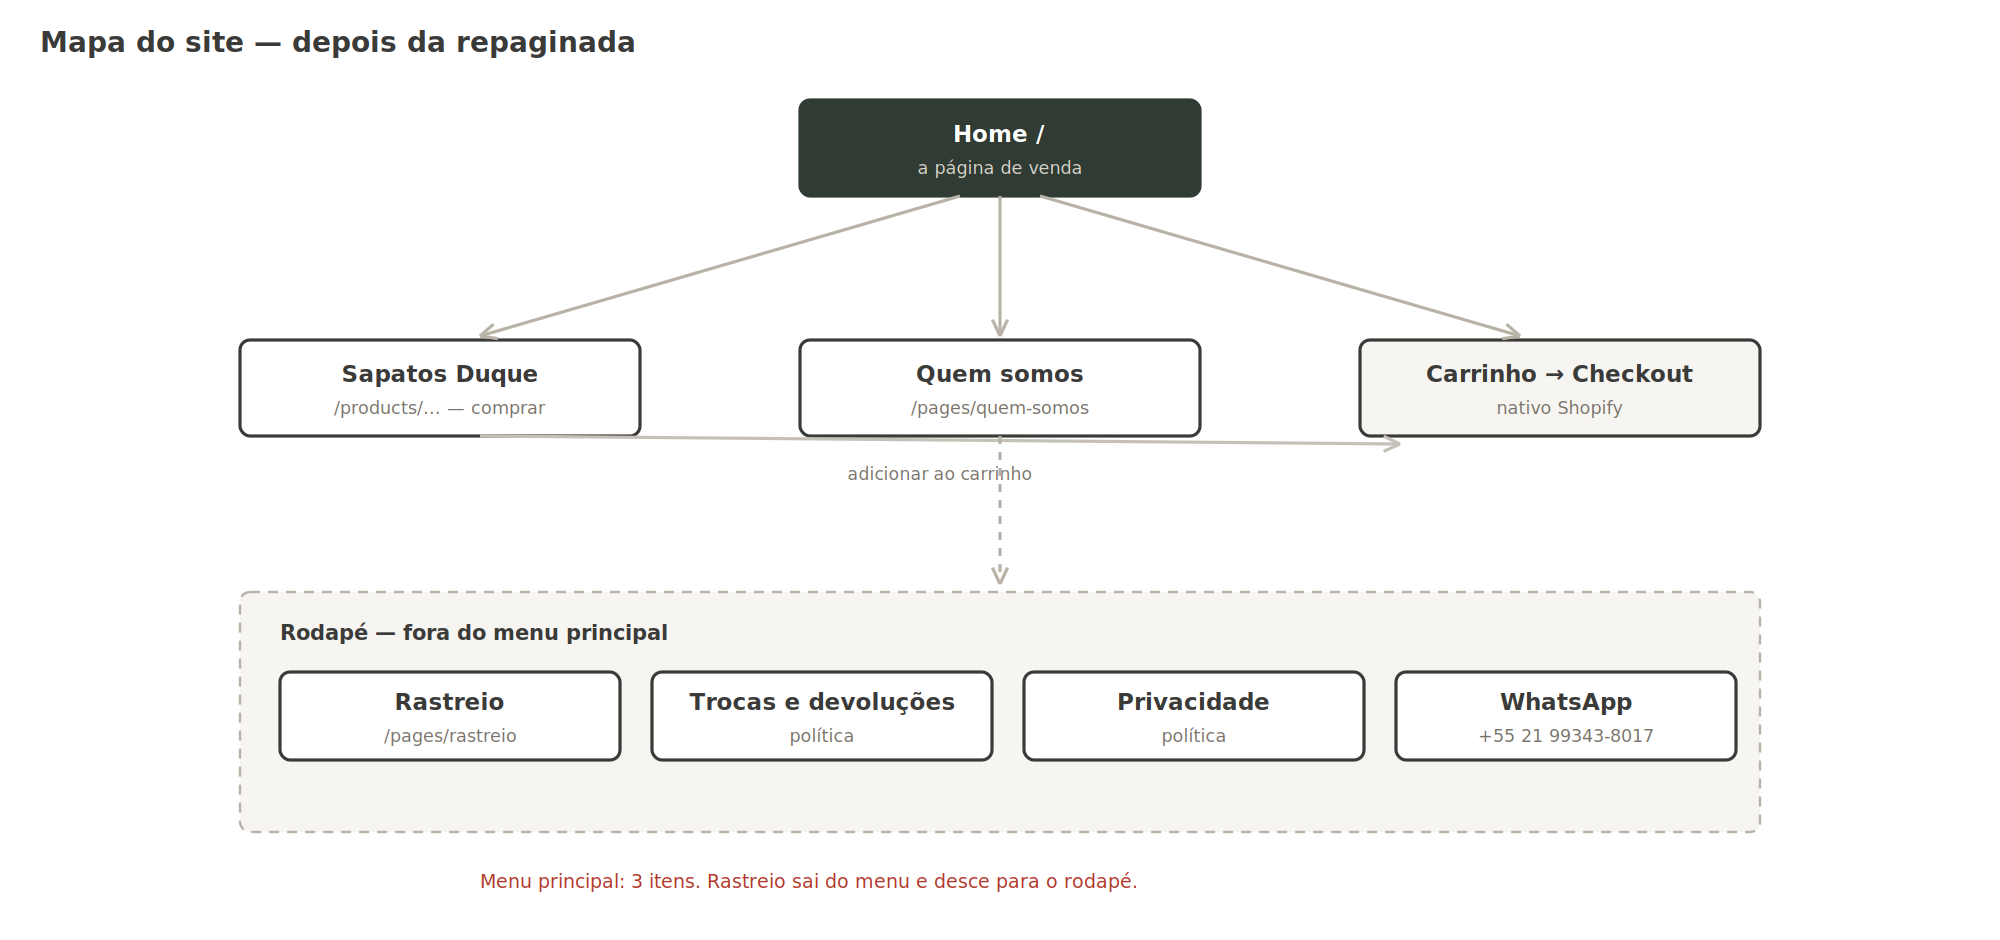 Mapa do site — depois da repaginada
Home /
a página de venda
Sapatos Duque
/products/... — comprar
Quem somos
/pages/quem-somos
Carrinho → Checkout
nativo Shopify
adicionar ao carrinho
Rodapé — fora do menu principal
Rastreio
/pages/rastreio
Trocas e devoluções
política
Privacidade
política
WhatsApp
+55 21 99343-8017
Menu principal: 3 itens. Rastreio sai do menu e desce para o rodapé.